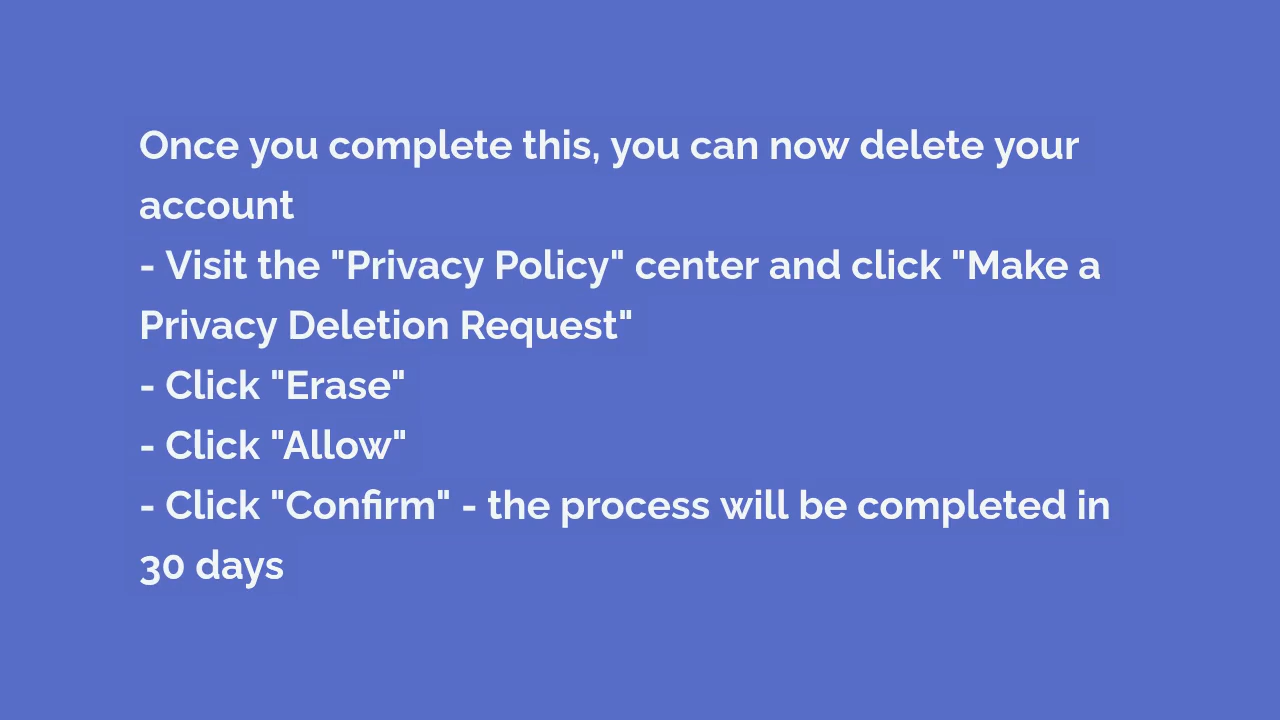 Once you complete this, you can now delete your
account
- Visit the "Privacy Policy" center and click "Make a
Privacy Deletion Request"
- Click "Erase"
- Click "Allow"
- Click "Confirm" - the process will be completed in
30 days